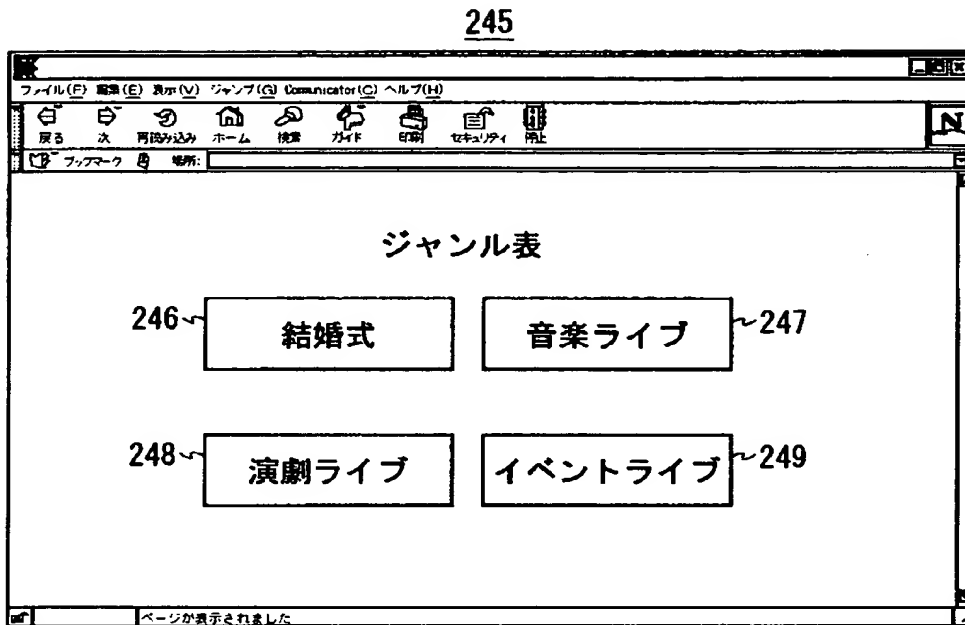 245
ファイル(F) 編集(E) 表示(V) ジャンプ(G) Comunicator(C) ヘルプ(H)
戻る 次 再読み込み ホーム 検索 ガイド 印刷 セキュリティ 停止
N
ブックマーク 場所:
ジャンル表
246 結婚式 音楽ライブ 247
248 演劇ライブ イベントライブ 249
ページが表示されました